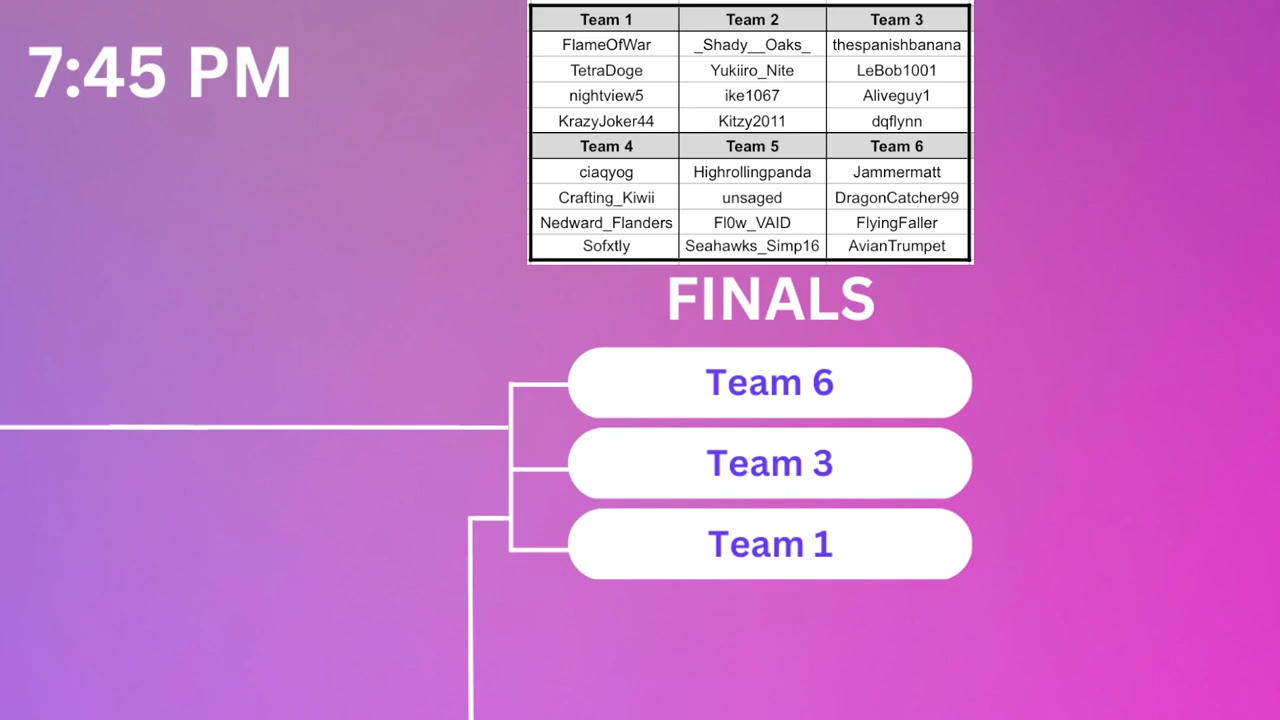 7:45 PM
Team 1 Team 2 Team 3
FlameOfWar _Shady__Oaks_ thespanishbanana
TetraDoge Yukiiro_Nite LeBob1001
nightview5 ike1067 Aliveguy1
KrazyJoker44 Kitzy2011 dqflynn
Team 4 Team 5 Team 6
ciaqyog Highrollingpanda Jammermatt
Crafting_Kiwii unsaged DragonCatcher99
Nedward_Flanders Fl0w_VAID FlyingFaller
Sofxtly Seahawks_Simp16 AvianTrumpet
FINALS
Team 6
Team 3
Team 1